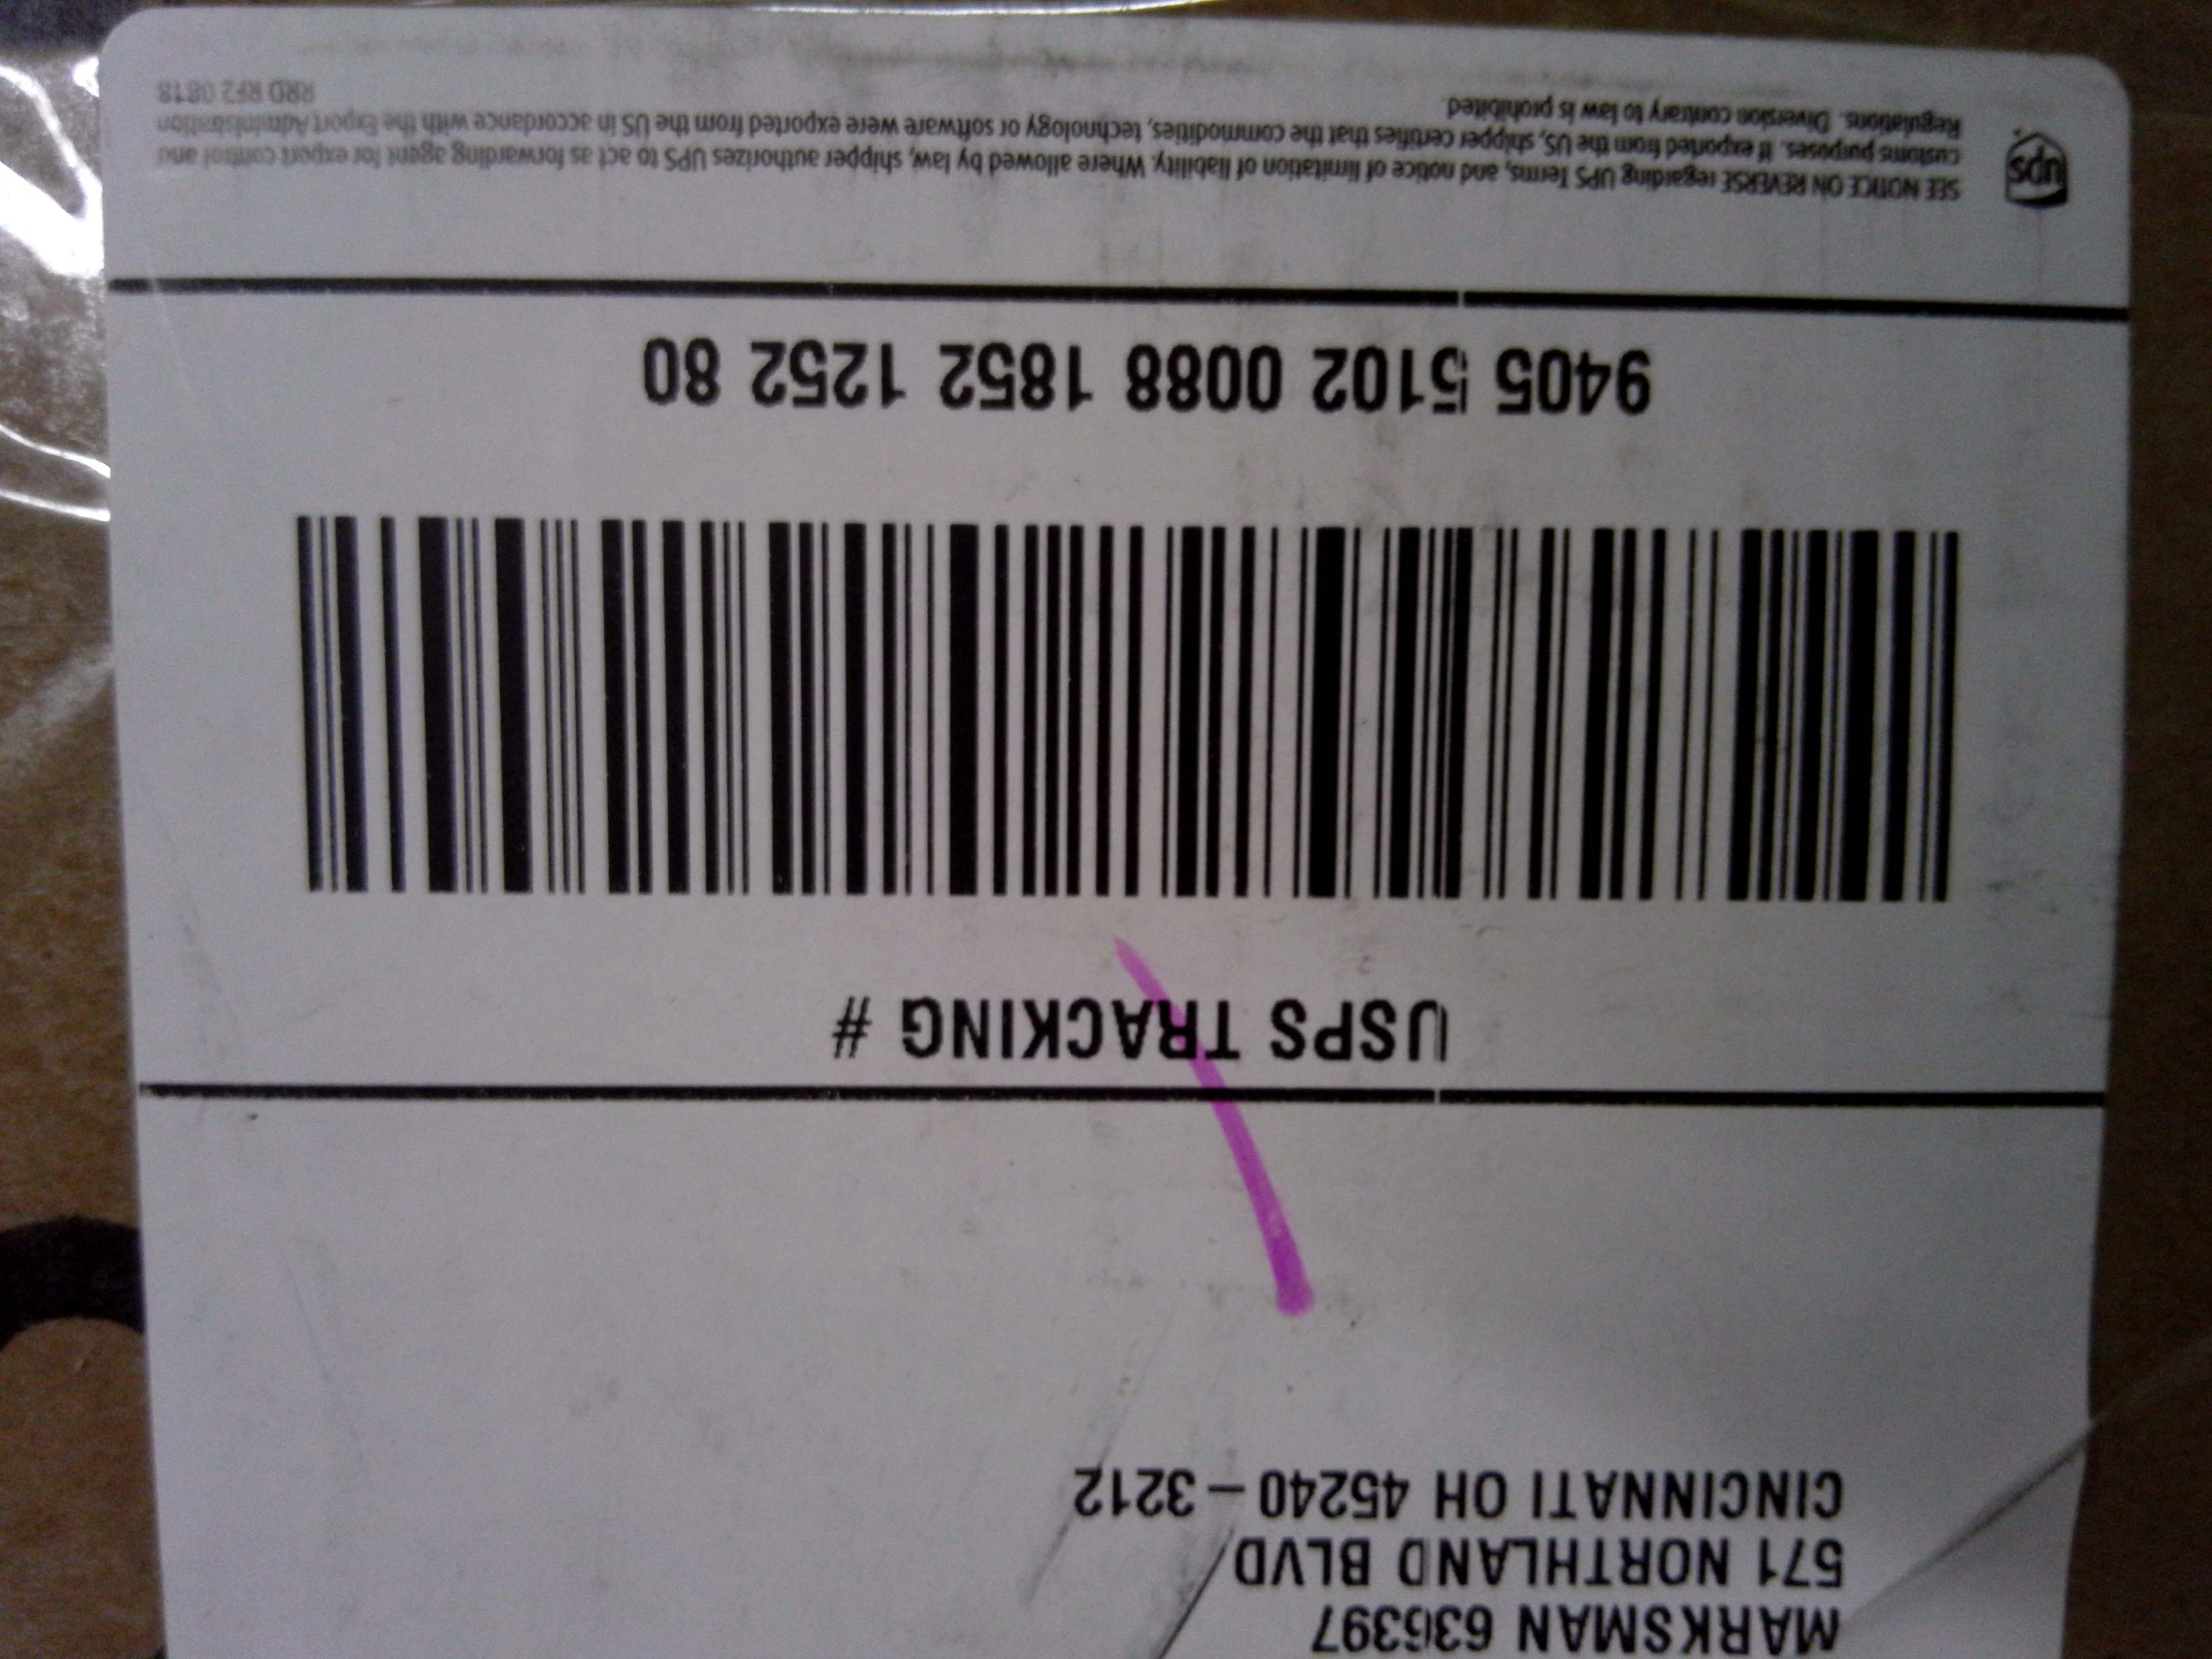 MARKSMAN 636397
571 NORTHLAND BLVD
CINCINNATI OH 45240-3212
USPS TRACKING #
9405 5102 0088 1852 1252 80
ups
SEE NOTICE ON REVERSE regarding UPS Terms, and notice of limitation of liability. Where allowed by law, shipper authorizes UPS to act as forwarding agent for export control and
customs purposes. If exported from the US, shipper certifies that the commodities, technology or software were exported from the US in accordance with the Export Administration
Regulations. Diversion contrary to law is prohibited.
RRD RF2 0818